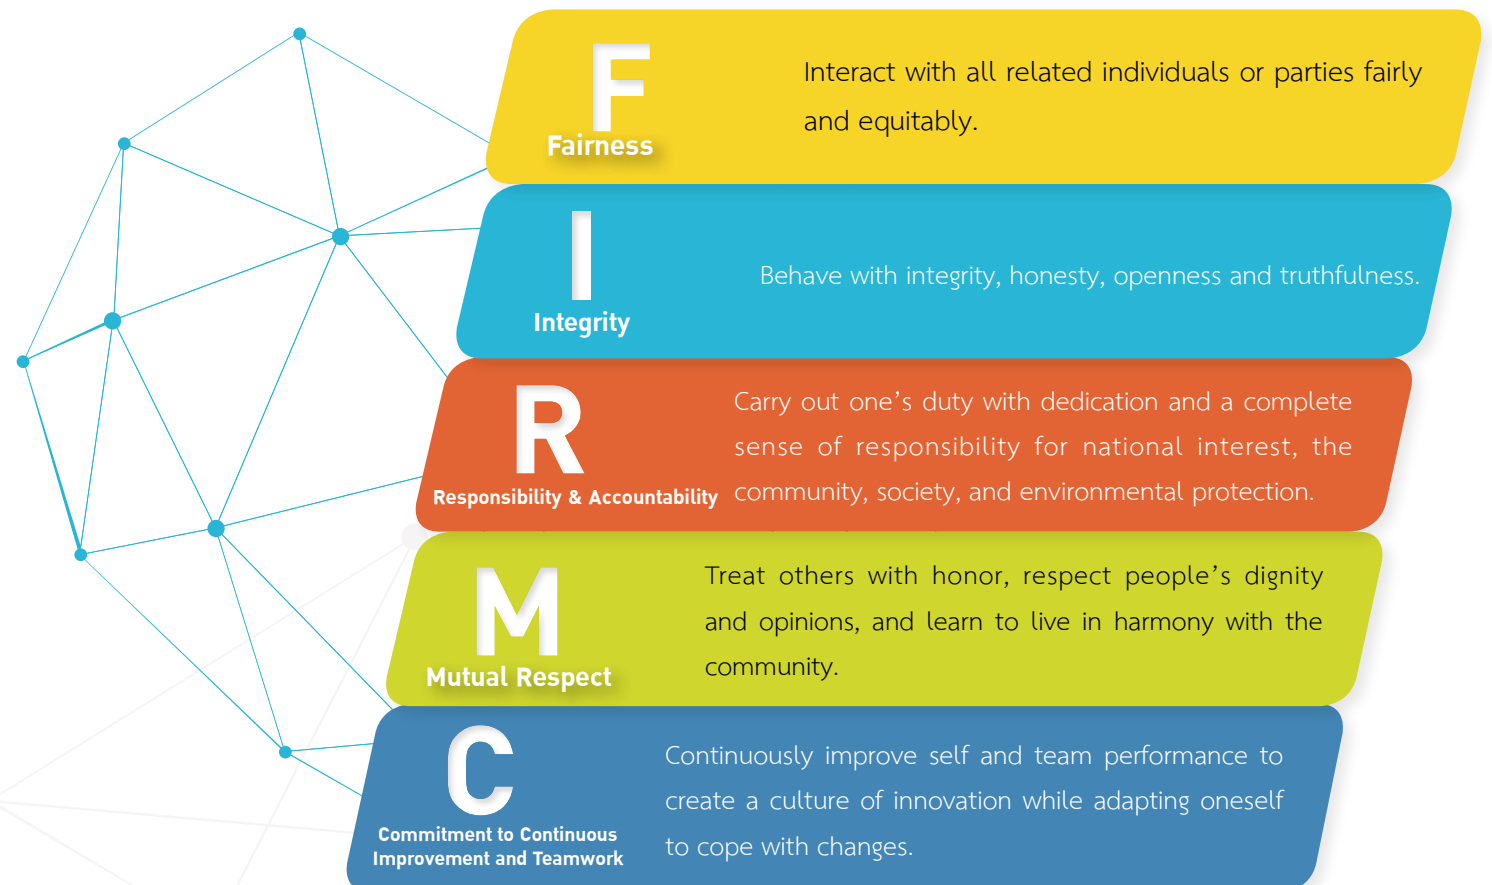 F
Fairness
Interact with all related individuals or parties fairly
and equitably.
I
Integrity
Behave with integrity, honesty, openness and truthfulness.
R
Responsibility & Accountability
Carry out one’s duty with dedication and a complete
sense of responsibility for national interest, the
community, society, and environmental protection.
M
Mutual Respect
Treat others with honor, respect people’s dignity
and opinions, and learn to live in harmony with the
community.
C
Commitment to Continuous
Improvement and Teamwork
Continuously improve self and team performance to
create a culture of innovation while adapting oneself
to cope with changes.